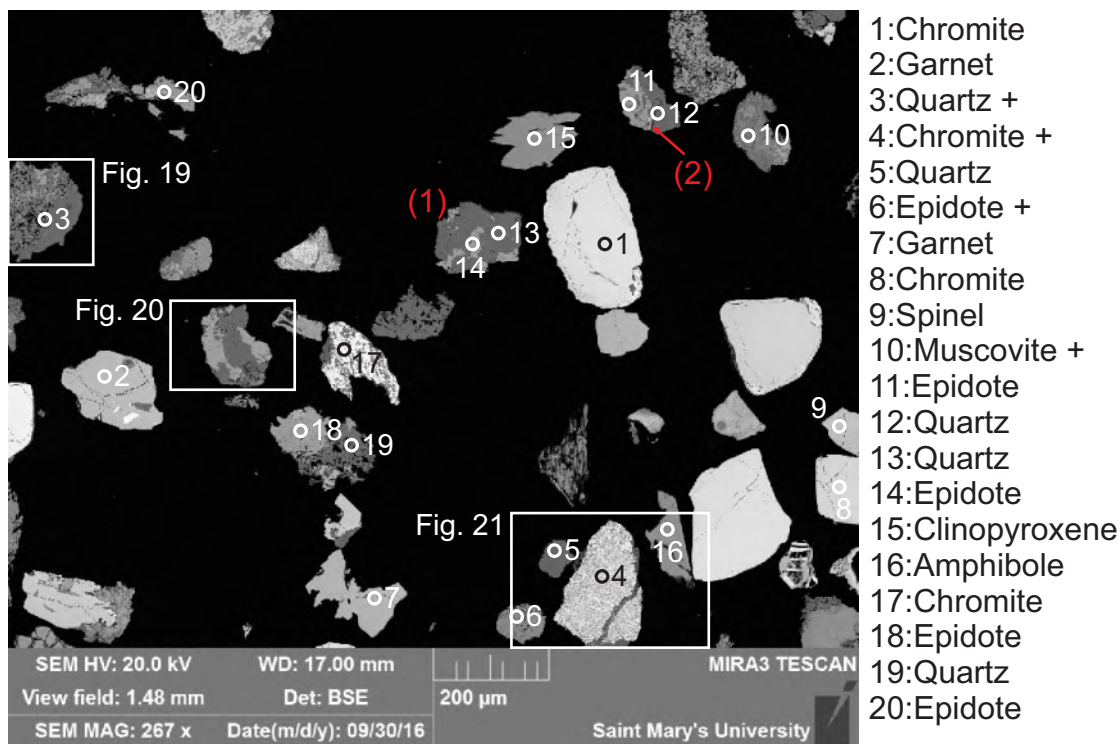 20
11
12
15
10
(2)
Fig. 19
3
(1)
13
14
1
Fig. 20
17
2
18
19
9
8
Fig. 21
5
16
4
6
7
SEM HV: 20.0 kV
WD: 17.00 mm
MIRA3 TESCAN
View field: 1.48 mm
Det: BSE
200 µm
SEM MAG: 267 x
Date(m/d/y): 09/30/16
Saint Mary's University
1:Chromite
2:Garnet
3:Quartz +
4:Chromite +
5:Quartz
6:Epidote +
7:Garnet
8:Chromite
9:Spinel
10:Muscovite +
11:Epidote
12:Quartz
13:Quartz
14:Epidote
15:Clinopyroxene
16:Amphibole
17:Chromite
18:Epidote
19:Quartz
20:Epidote